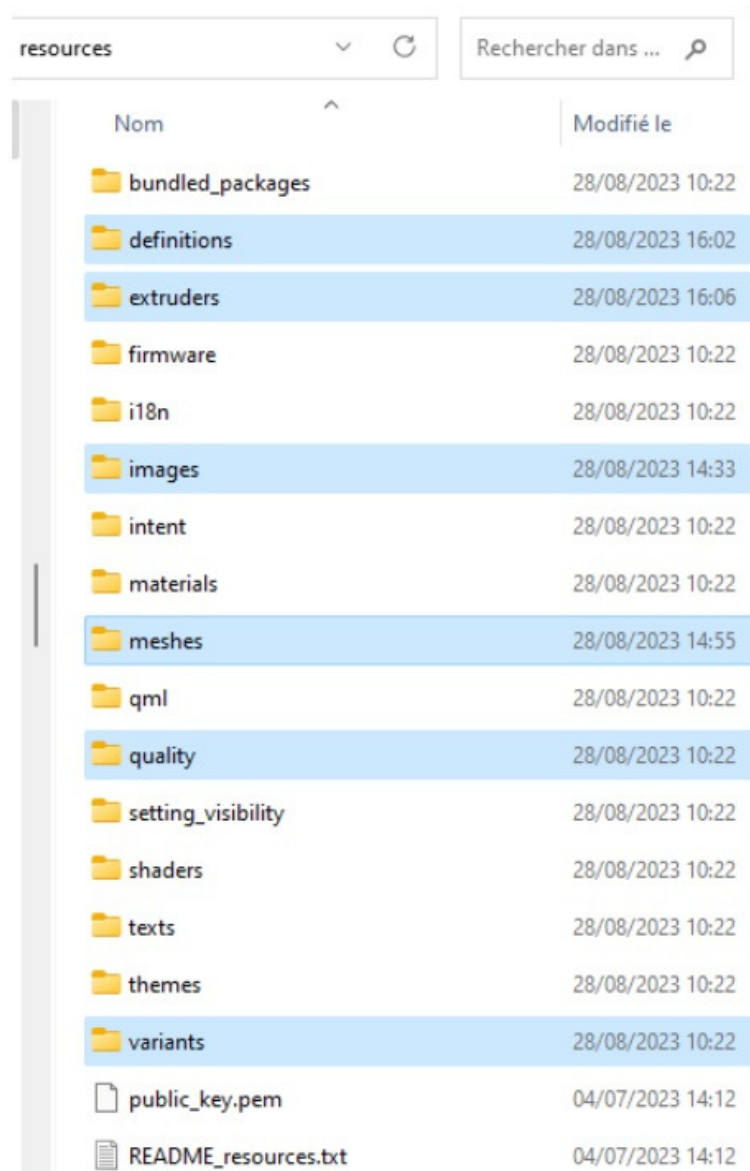 resources Rechercher dans ...
Nom Modifié le
bundled_packages 28/08/2023 10:22
definitions 28/08/2023 16:02
extruders 28/08/2023 16:06
firmware 28/08/2023 10:22
i18n 28/08/2023 10:22
images 28/08/2023 14:33
intent 28/08/2023 10:22
materials 28/08/2023 10:22
meshes 28/08/2023 14:55
qml 28/08/2023 10:22
quality 28/08/2023 10:22
setting_visibility 28/08/2023 10:22
shaders 28/08/2023 10:22
texts 28/08/2023 10:22
themes 28/08/2023 10:22
variants 28/08/2023 10:22
public_key.pem 04/07/2023 14:12
README_resources.txt 04/07/2023 14:12